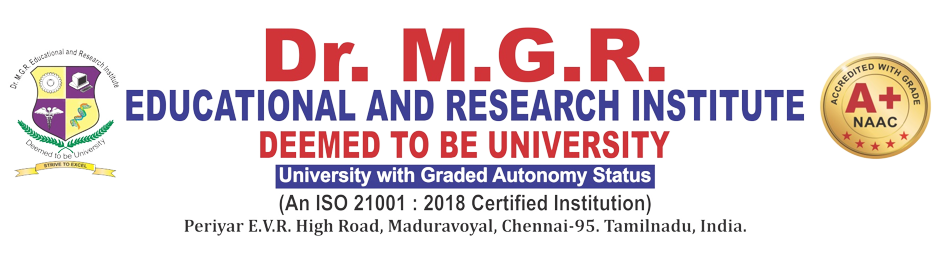 Dr. M.G.R. Educational and Research Institute
Deemed to be University
STRIVE TO EXCEL
Dr. M.G.R.
EDUCATIONAL AND RESEARCH INSTITUTE
DEEMED TO BE UNIVERSITY
University with Graded Autonomy Status
(An ISO 21001 : 2018 Certified Institution)
Periyar E.V.R. High Road, Maduravoyal, Chennai-95. Tamilnadu, India.
ACCREDITED WITH GRADE
A+
NAAC